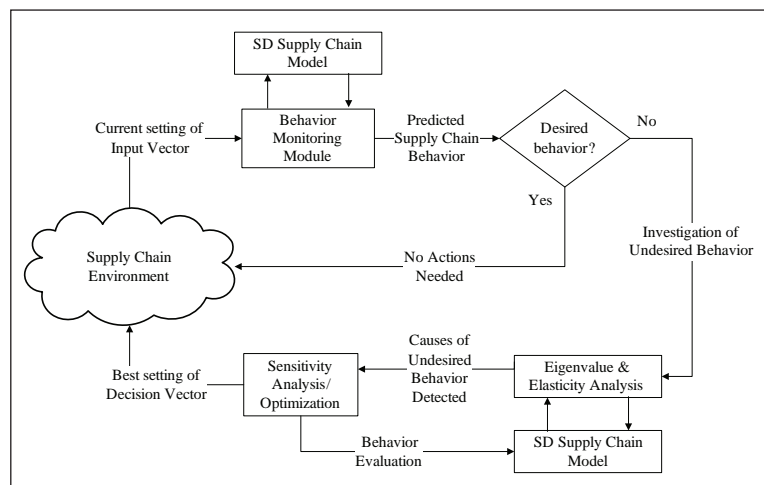 SD Supply Chain
Model
Current setting of
Input Vector
Behavior
Monitoring
Module
Predicted
Supply Chain
Behavior
Desired
behavior?
No
Yes
Investigation of
Undesired Behavior
Supply Chain
Environment
No Actions
Needed
Best setting of
Decision Vector
Sensitivity
Analysis/
Optimization
Causes of
Undesired
Behavior
Detected
Eigenvalue &
Elasticity Analysis
Behavior
Evaluation
SD Supply Chain
Model